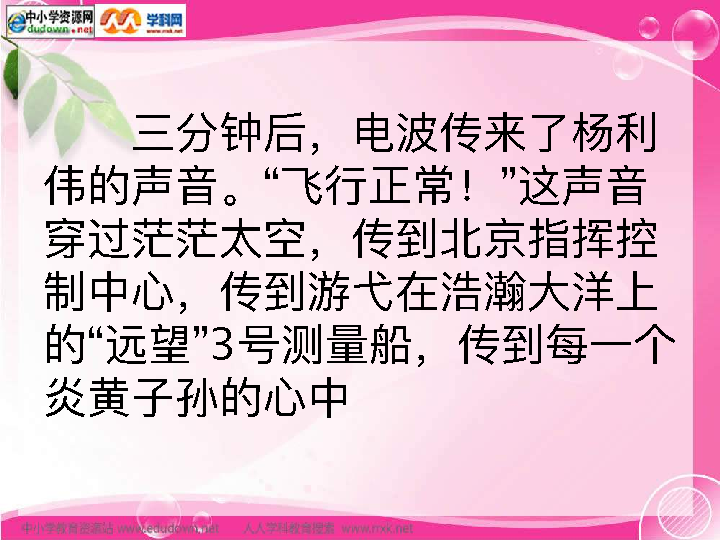 中小学资源网
dudown.net
学科网
www.nxk.net
三分钟后，电波传来了杨利
伟的声音。“飞行正常！”这声音
穿过茫茫太空，传到北京指挥控
制中心，传到游弋在浩瀚大洋上
的“远望”3号测量船，传到每一个
炎黄子孙的心中
中小学教育资源站 www.edudown.net 人人学科教育搜索 www.rrxk.net